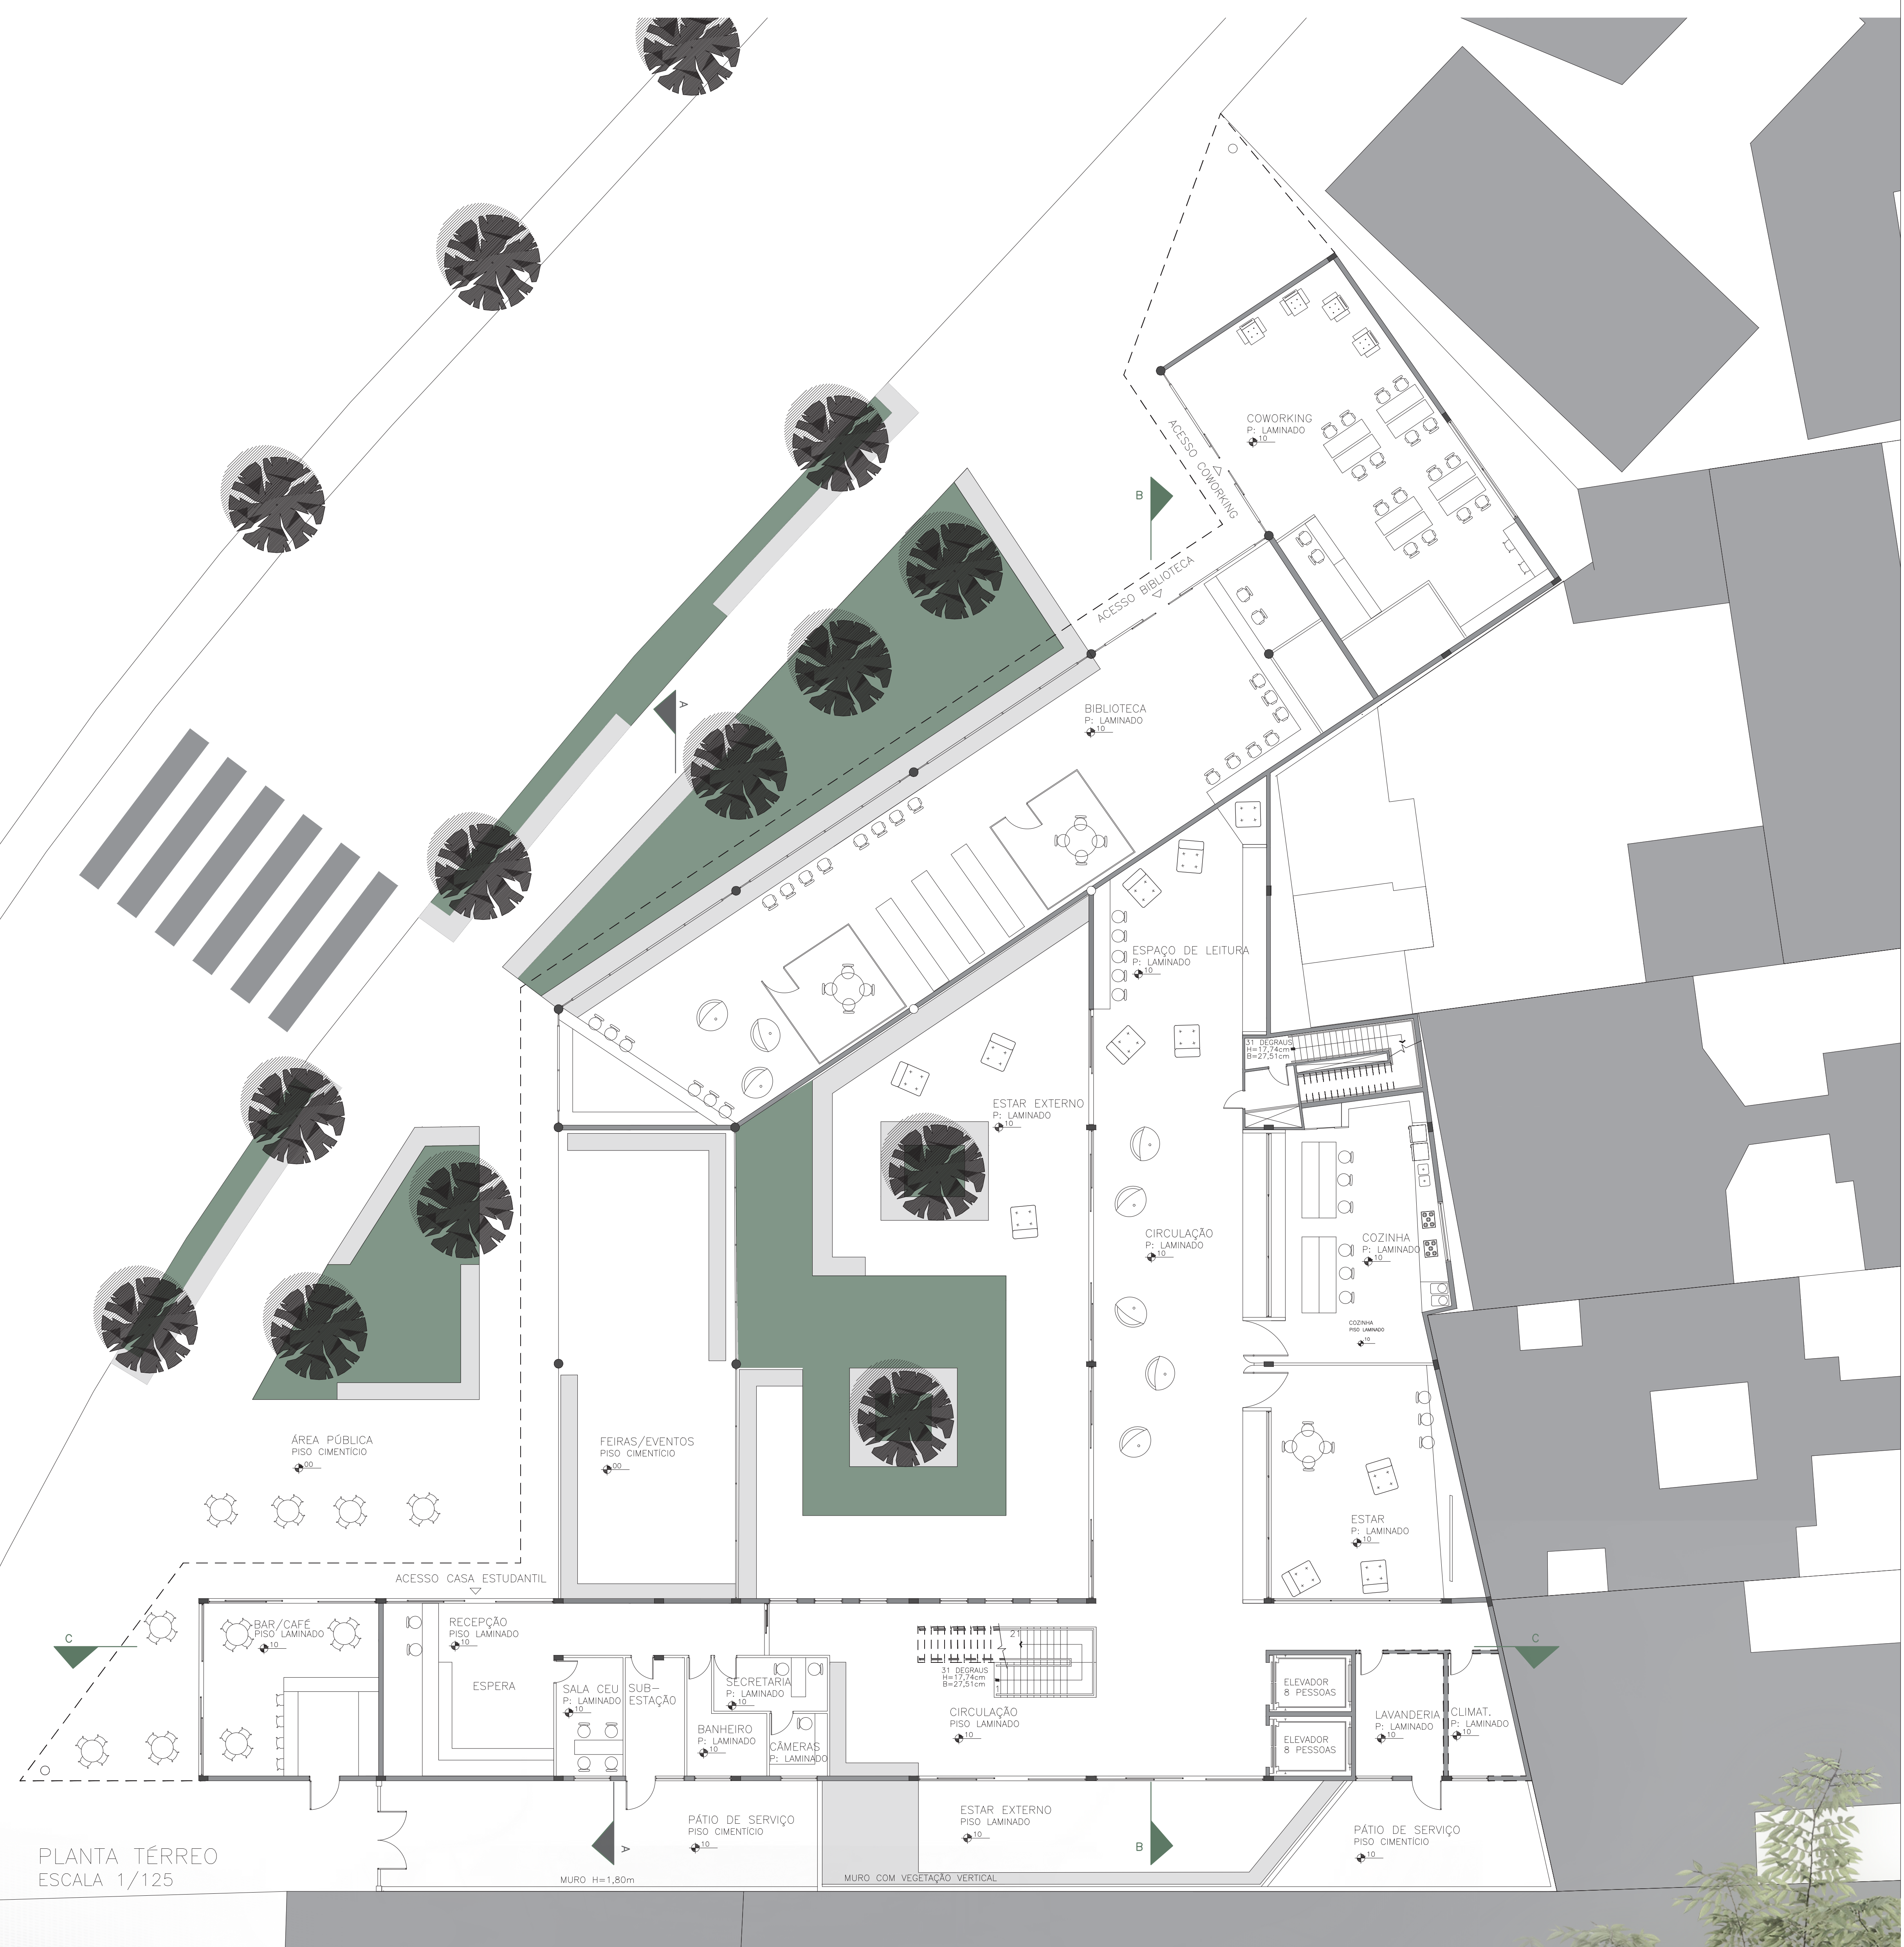 COWORKING
P: LAMINADO
10
ACESSO COWORKING
B
ACESSO BIBLIOTECA
A
BIBLIOTECA
P: LAMINADO
10
ESPAÇO DE LEITURA
P: LAMINADO
10
31 DEGRAUS
H=17,74cm
B=27,51cm
ESTAR EXTERNO
P: LAMINADO
10
CIRCULAÇÃO
P: LAMINADO
10
COZINHA
P: LAMINADO
10
COZINHA
PISO LAMINADO
10
ÁREA PÚBLICA
PISO CIMENTÍCIO
00
FEIRAS/EVENTOS
PISO CIMENTÍCIO
00
ESTAR
P: LAMINADO
10
ACESSO CASA ESTUDANTIL
C
BAR/CAFÉ
PISO LAMINADO
10
RECEPÇÃO
PISO LAMINADO
10
ESPERA
SALA CEU
P: LAMINADO
10
SUB-
ESTAÇÃO
SECRETARIA
P: LAMINADO
10
BANHEIRO
P: LAMINADO
10
CÂMERAS
P: LAMINADO
21
31 DEGRAUS
H=17,74cm
B=27,51cm
1
CIRCULAÇÃO
PISO LAMINADO
10
ELEVADOR
8 PESSOAS
ELEVADOR
8 PESSOAS
LAVANDERIA
P: LAMINADO
10
CLIMAT.
P: LAMINADO
10
C
PÁTIO DE SERVIÇO
PISO CIMENTÍCIO
10
ESTAR EXTERNO
PISO LAMINADO
10
PÁTIO DE SERVIÇO
PISO CIMENTÍCIO
10
A
B
MURO H=1,80m
MURO COM VEGETAÇÃO VERTICAL
PLANTA TÉRREO
ESCALA 1/125